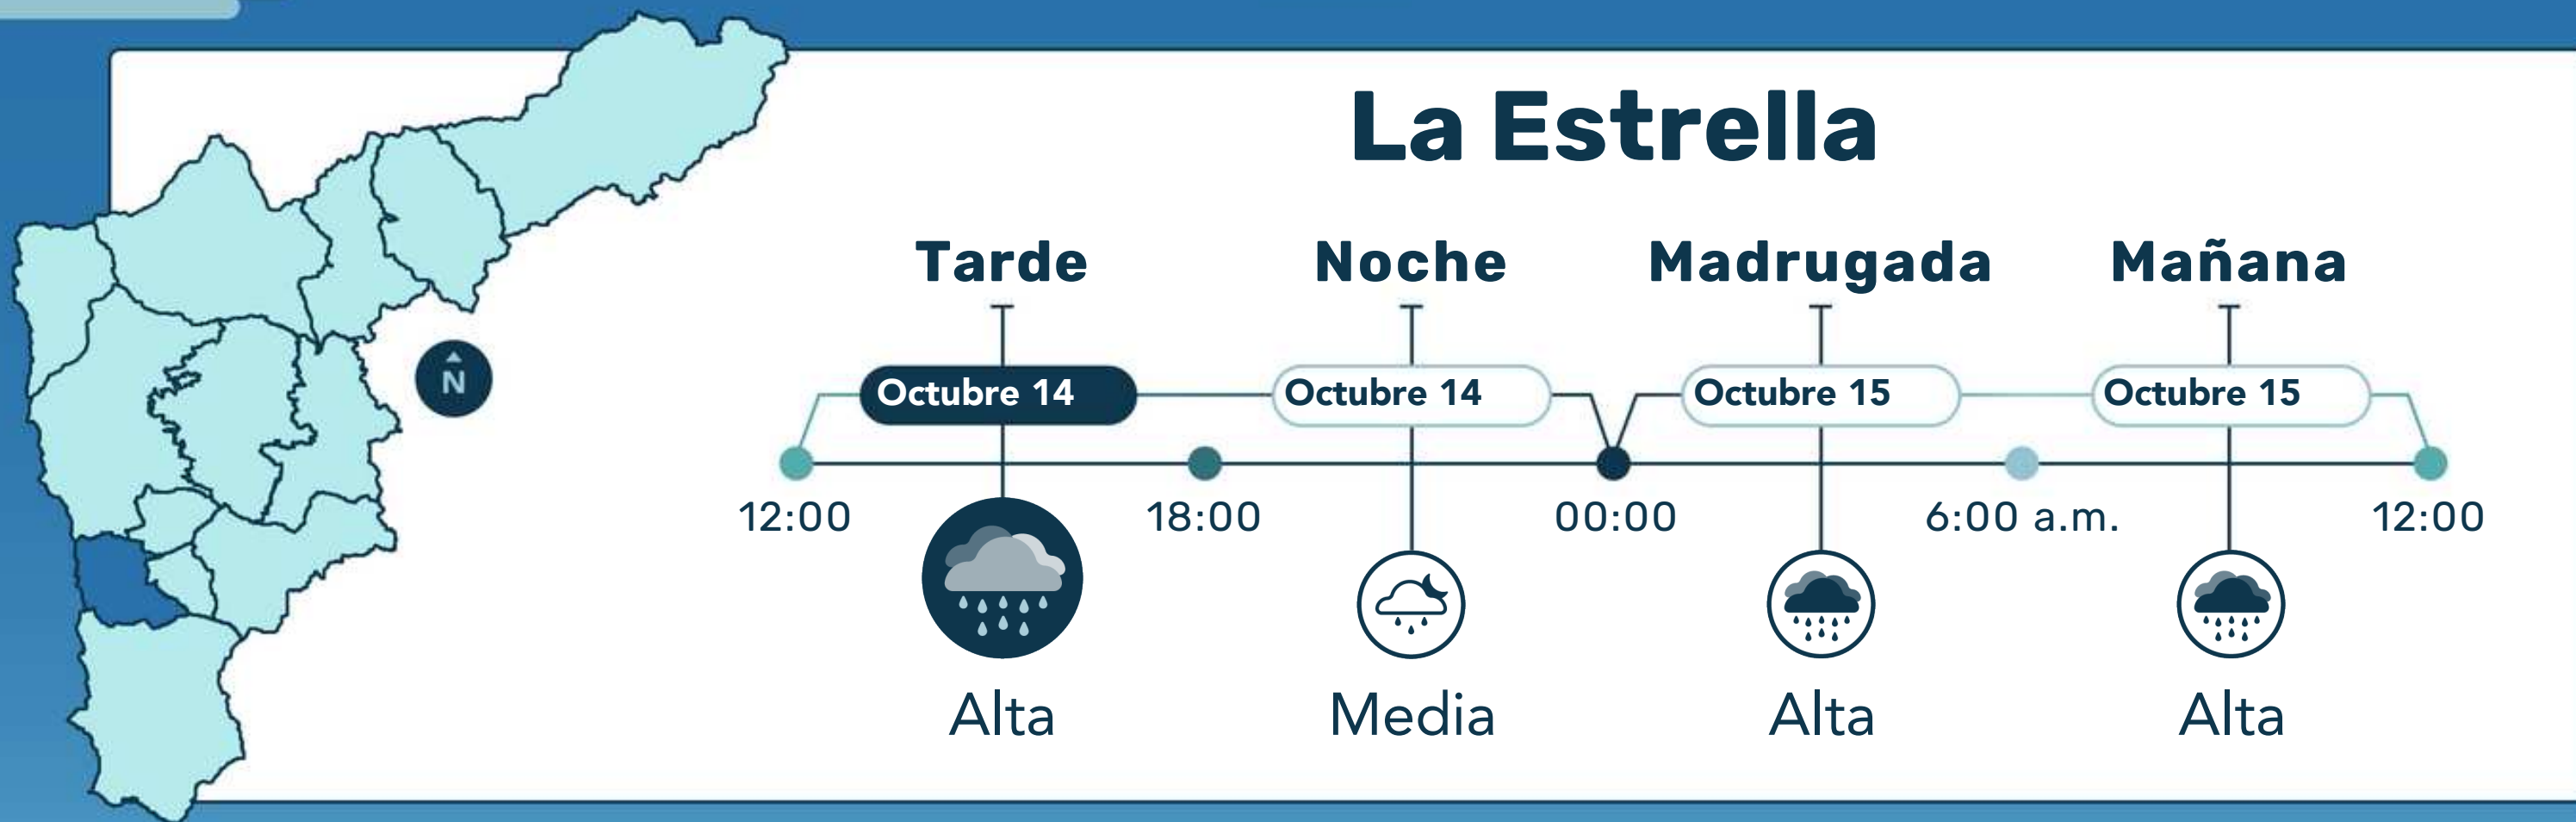 La Estrella
Tarde Noche Madrugada Mañana
Octubre 14 Octubre 14 Octubre 15 Octubre 15
N
12:00 18:00 00:00 6:00 a.m. 12:00
Alta Media Alta Alta